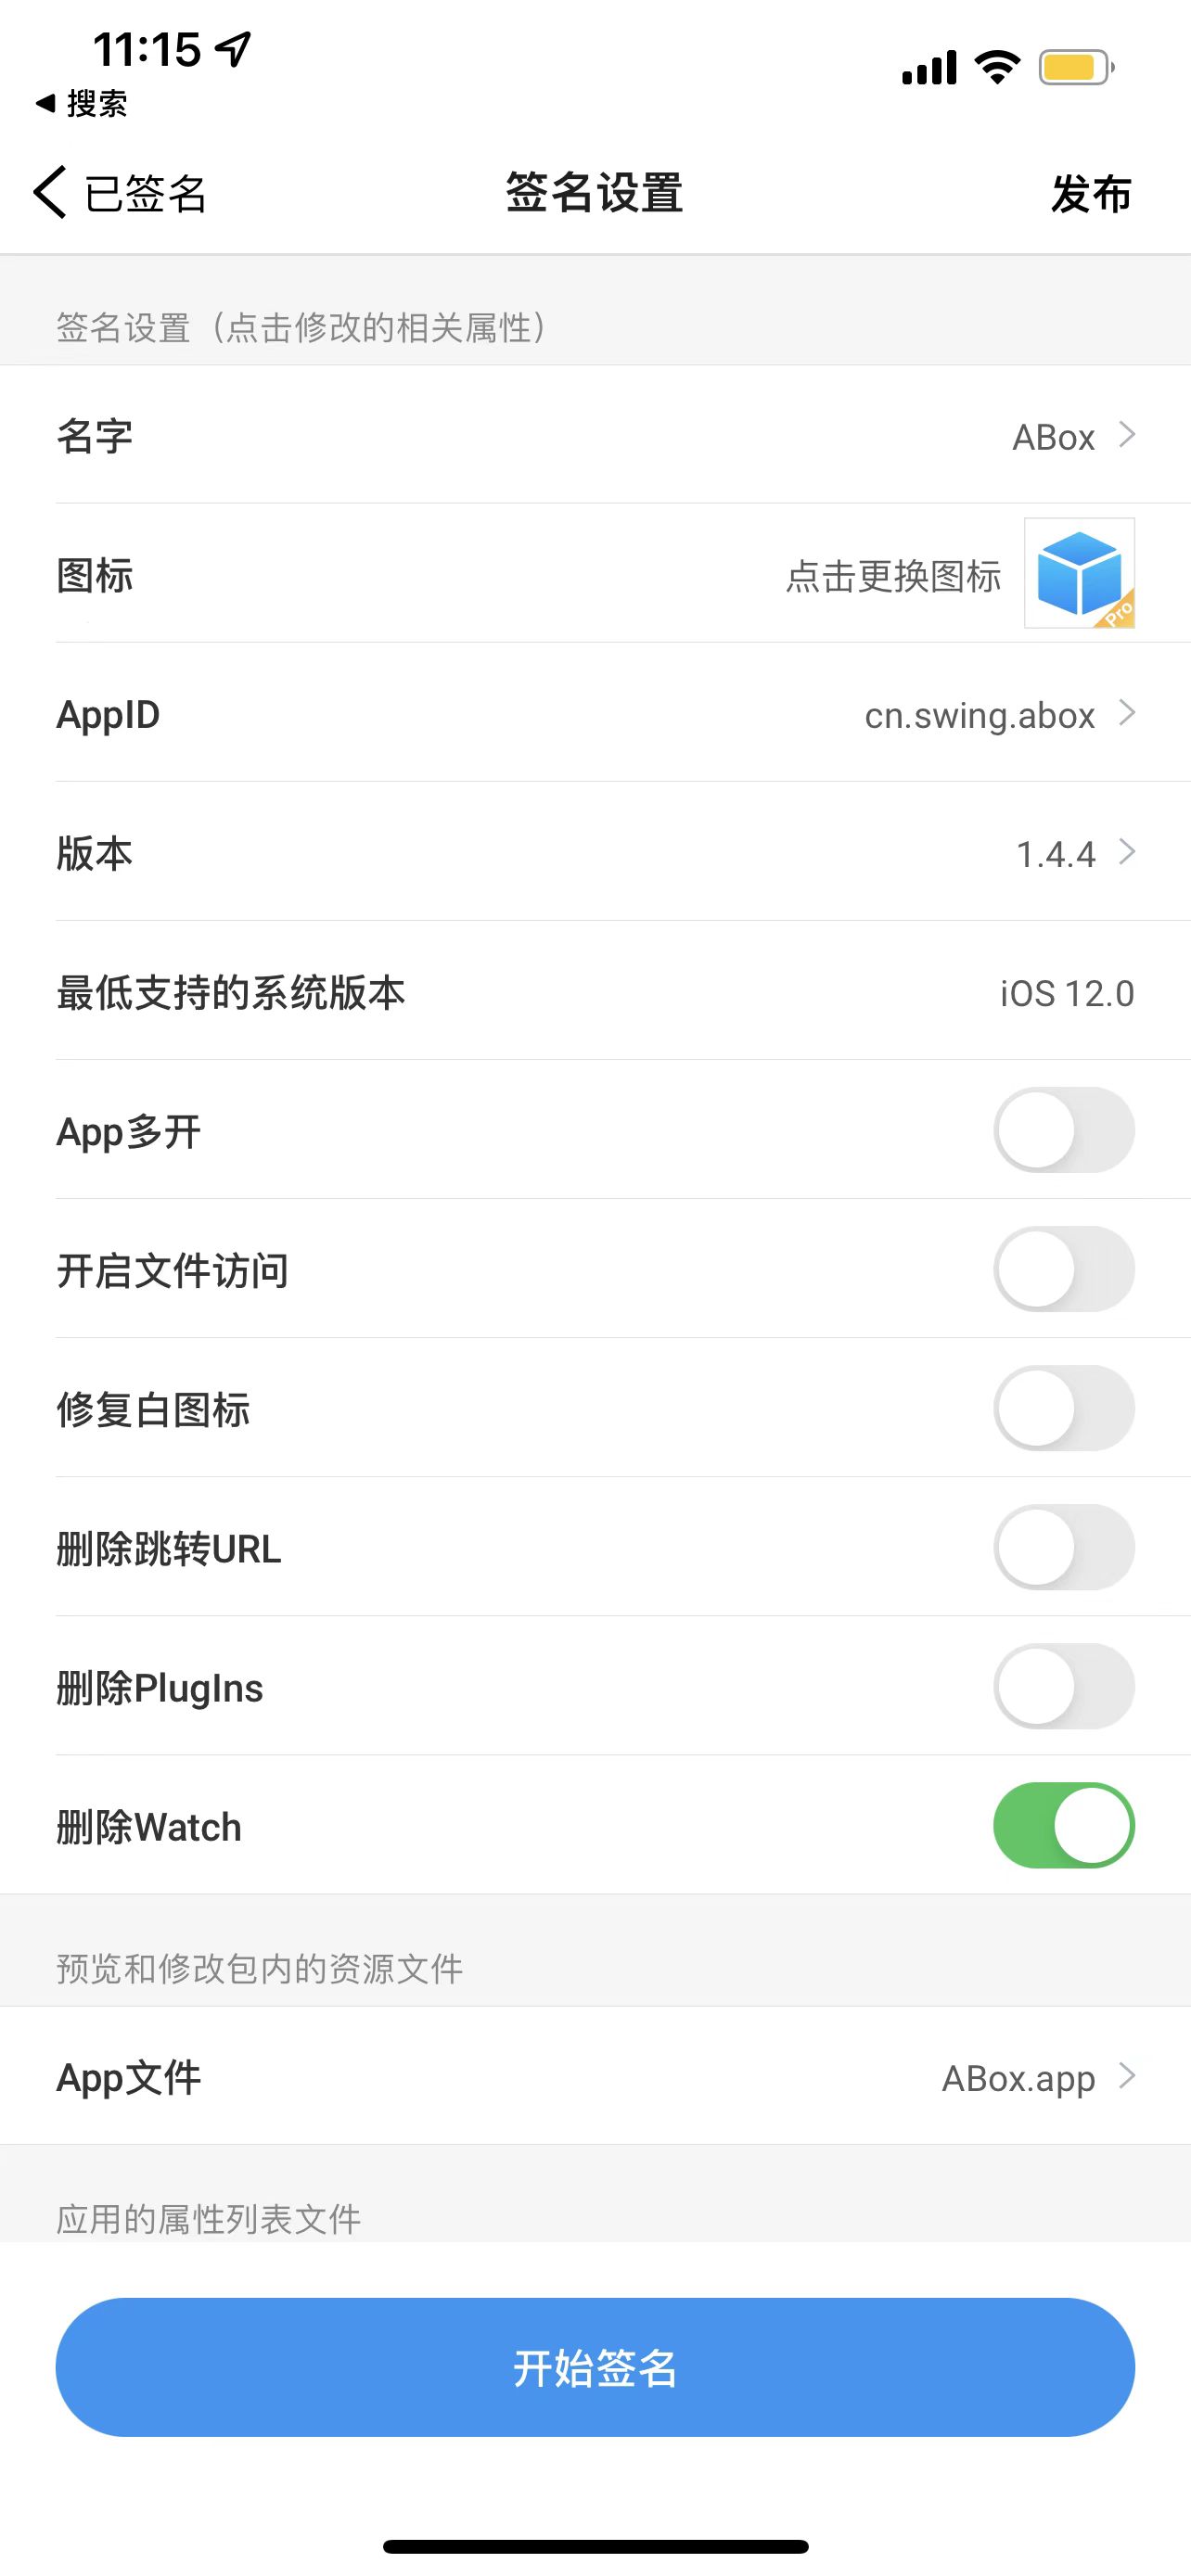 11:15
搜索
已签名
签名设置
发布
签名设置（点击修改的相关属性）
名字
ABox
图标
点击更换图标
Pro
AppID
cn.swing.abox
版本
1.4.4
最低支持的系统版本
iOS 12.0
App多开
开启文件访问
修复白图标
删除跳转URL
删除PlugIns
删除Watch
预览和修改包内的资源文件
App文件
ABox.app
应用的属性列表文件
开始签名